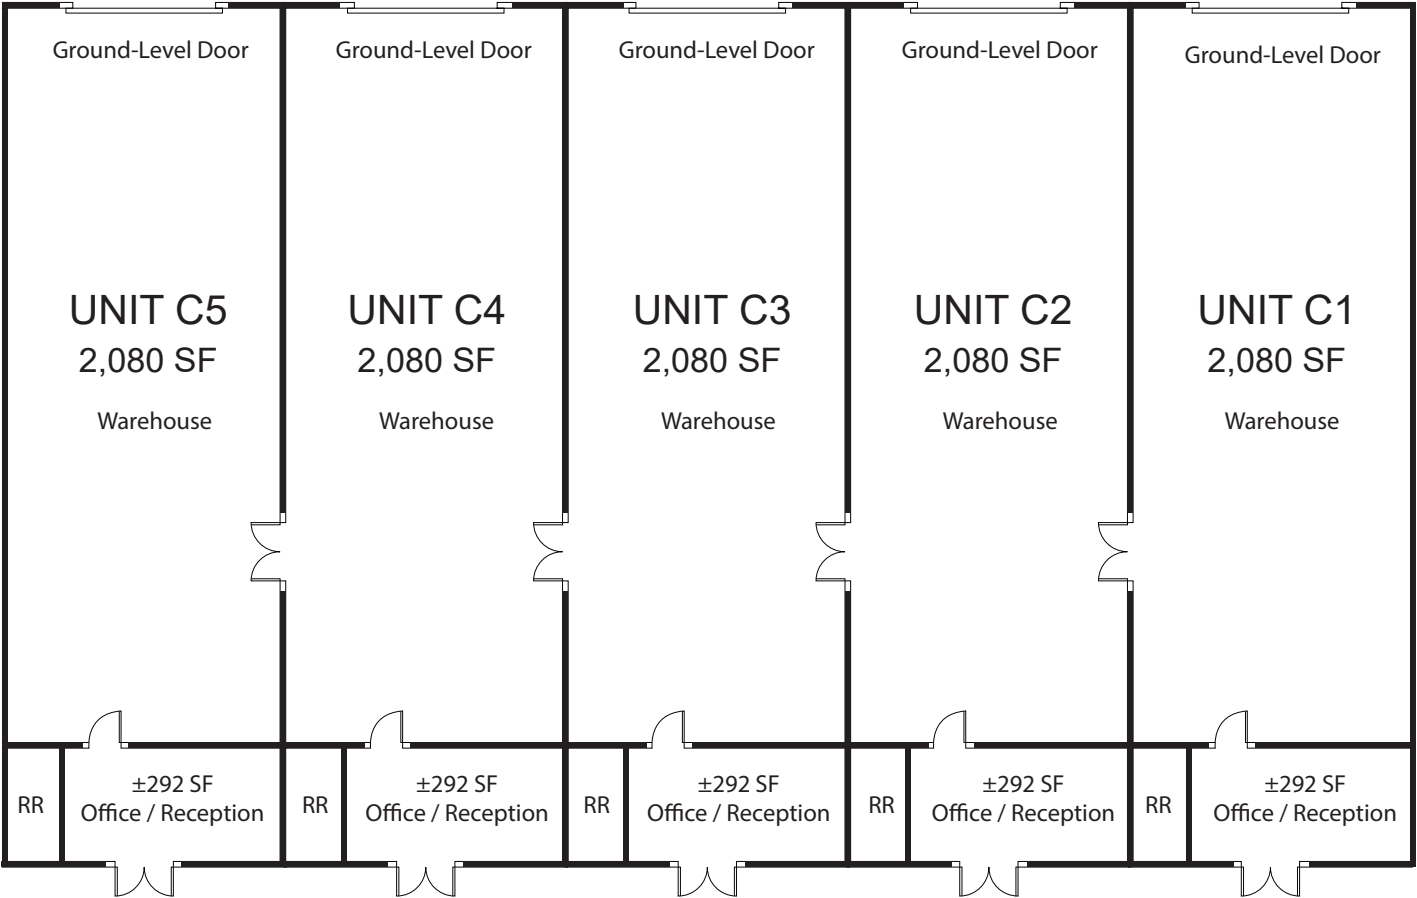 Ground-Level Door
Ground-Level Door
Ground-Level Door
Ground-Level Door
Ground-Level Door
UNIT C5
2,080 SF
Warehouse
UNIT C4
2,080 SF
Warehouse
UNIT C3
2,080 SF
Warehouse
UNIT C2
2,080 SF
Warehouse
UNIT C1
2,080 SF
Warehouse
RR
±292 SF
Office / Reception
RR
±292 SF
Office / Reception
RR
±292 SF
Office / Reception
RR
±292 SF
Office / Reception
RR
±292 SF
Office / Reception